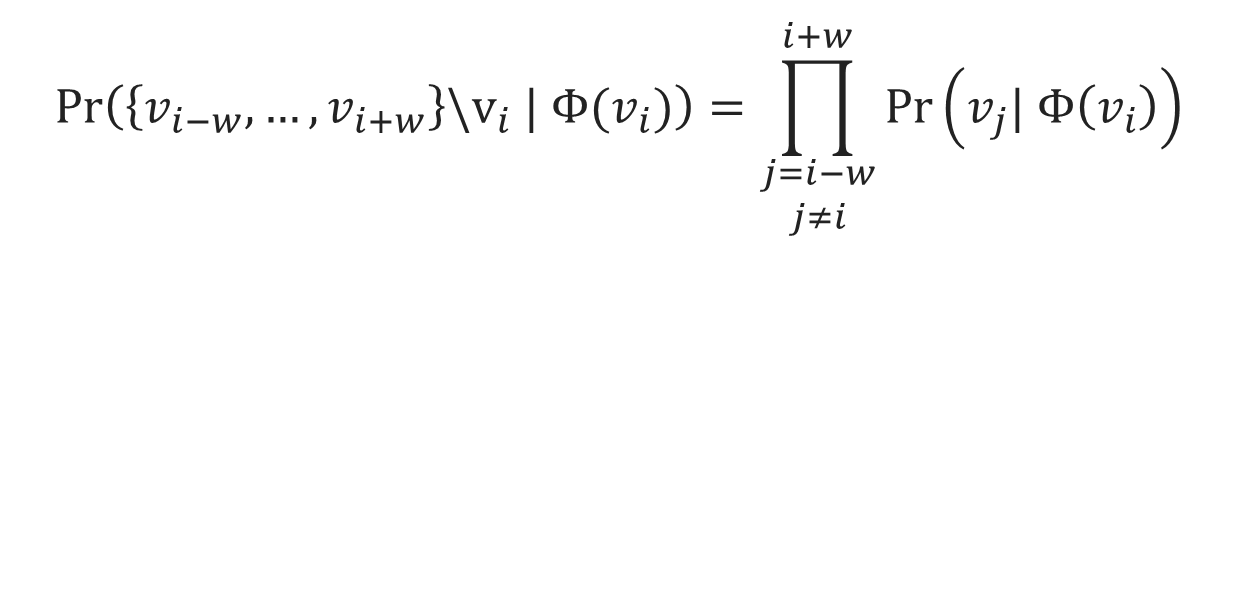 Pr({v_{i−w}, … , v_{i+w}}\v_i | Φ(v_i)) = ∏_{j=i−w, j≠i}^{i+w} Pr(v_j| Φ(v_i))